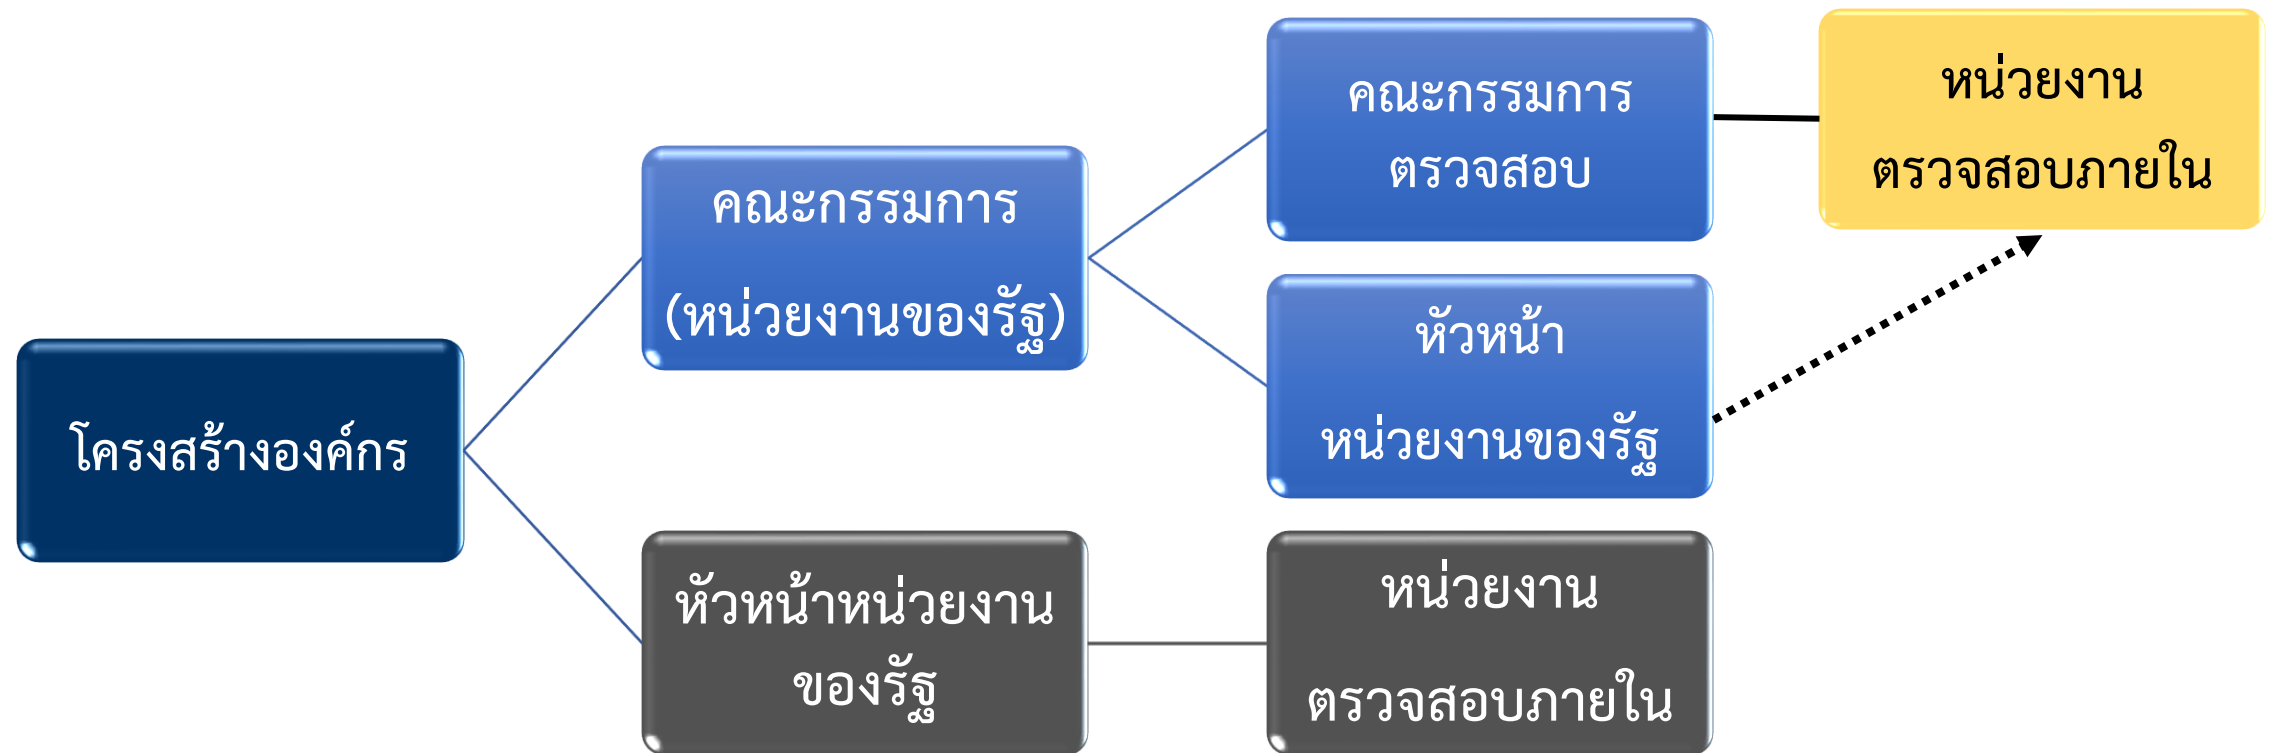 โครงสร้างองค์กร
คณะกรรมการ
(หน่วยงานของรัฐ)
คณะกรรมการ
ตรวจสอบ
หน่วยงาน
ตรวจสอบภายใน
หัวหน้า
หน่วยงานของรัฐ
หัวหน้าหน่วยงาน
ของรัฐ
หน่วยงาน
ตรวจสอบภายใน